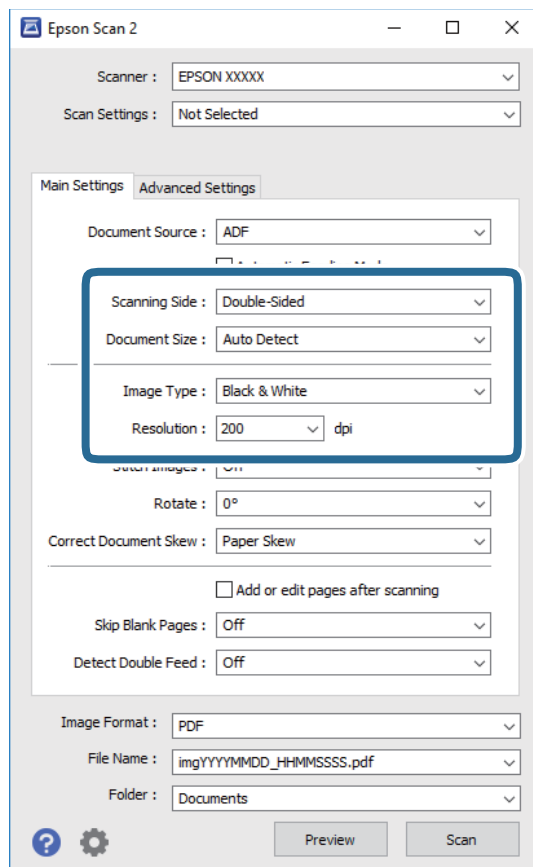 Epson Scan 2
Scanner : EPSON XXXXX
Scan Settings : Not Selected
Main Settings Advanced Settings
Document Source : ADF
Scanning Side : Double-Sided
Document Size : Auto Detect
Image Type : Black & White
Resolution : 200 dpi
Stitch Images : Off
Rotate : 0°
Correct Document Skew : Paper Skew
Add or edit pages after scanning
Skip Blank Pages : Off
Detect Double Feed : Off
Image Format : PDF
File Name : imgYYYYMMDD_HHMMSSSS.pdf
Folder : Documents
? Preview Scan